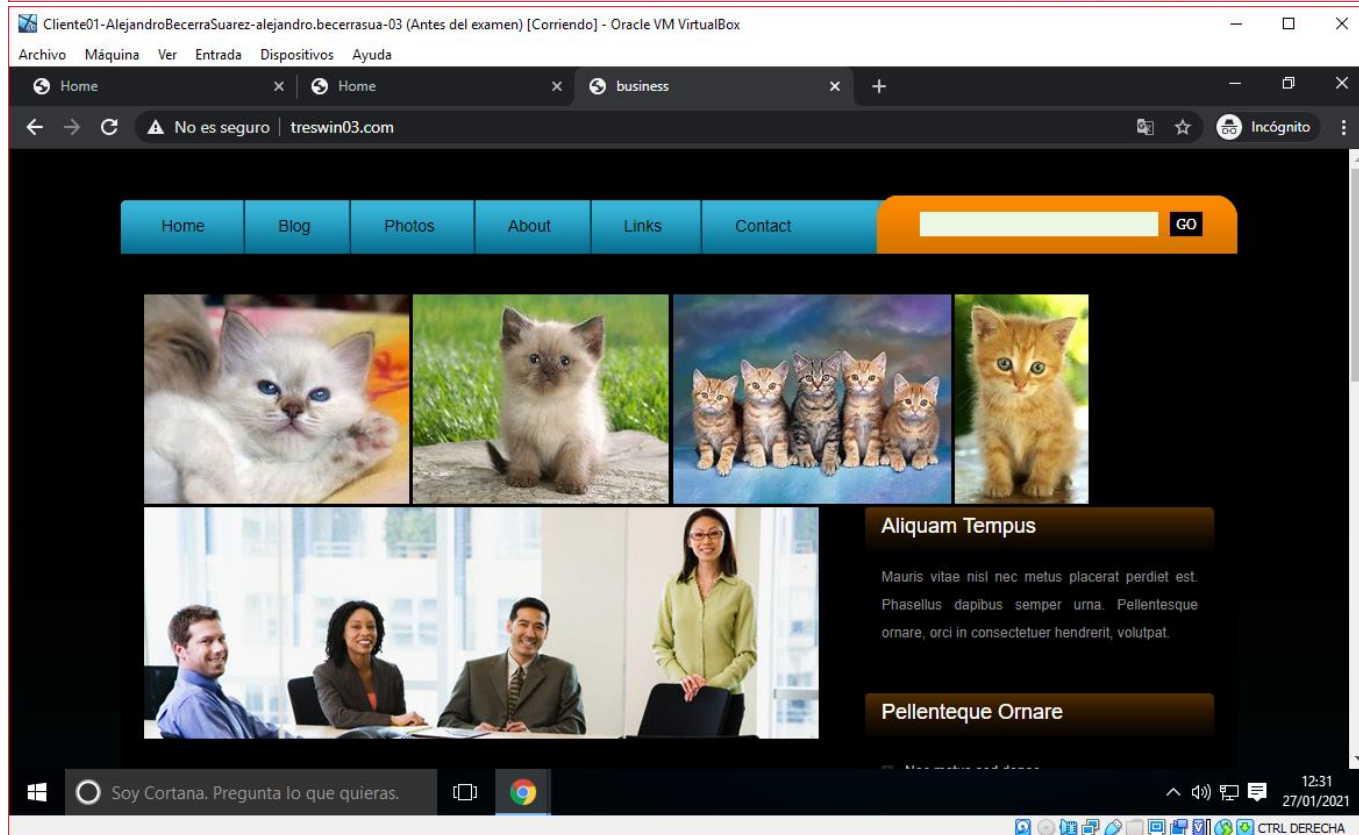 Cliente01-AlejandroBecerraSuarez-alejandro.becerrasua-03 (Antes del examen) [Corriendo] - Oracle VM VirtualBox
Archivo Máquina Ver Entrada Dispositivos Ayuda
Home Home business
No es seguro treswin03.com Incógnito
Home Blog Photos About Links Contact GO
Aliquam Tempus
Mauris vitae nisl nec metus placerat perdiet est.
Phasellus dapibus semper urna. Pellentesque
ornare, orci in consectetuer hendrerit, volutpat.
Pellenteque Ornare
Soy Cortana. Pregunta lo que quieras.
12:31
27/01/2021
CTRL DERECHA